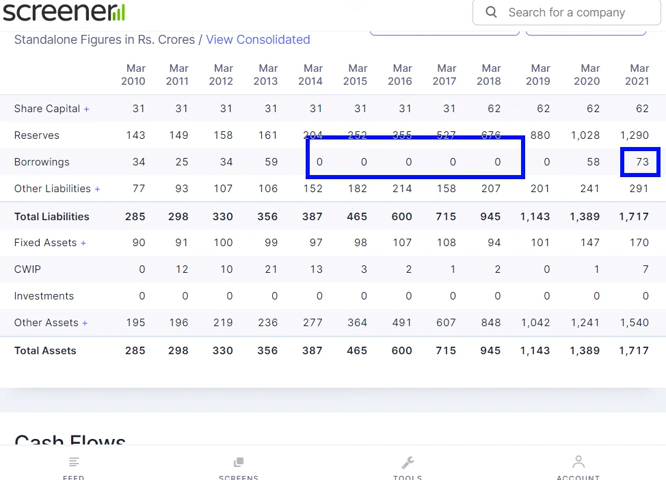 screener
Search for a company
Standalone Figures in Rs. Crores / View Consolidated
Mar 2010 Mar 2011 Mar 2012 Mar 2013 Mar 2014 Mar 2015 Mar 2016 Mar 2017 Mar 2018 Mar 2019 Mar 2020 Mar 2021
Share Capital + 31 31 31 31 31 31 31 31 62 62 62 62
Reserves 143 149 158 161 204 252 355 527 676 880 1,028 1,290
Borrowings 34 25 34 59 0 0 0 0 0 0 58 73
Other Liabilities + 77 93 107 106 152 182 214 158 207 201 241 291
Total Liabilities 285 298 330 356 387 465 600 715 945 1,143 1,389 1,717
Fixed Assets + 90 91 100 99 97 98 107 108 94 101 147 170
CWIP 0 12 10 21 13 3 2 1 2 0 1 7
Investments 0 0 0 0 0 0 0 0 0 0 0 0
Other Assets + 195 196 219 236 277 364 491 607 848 1,042 1,241 1,540
Total Assets 285 298 330 356 387 465 600 715 945 1,143 1,389 1,717
Cash Flows
FEED SCREENS TOOLS ACCOUNT